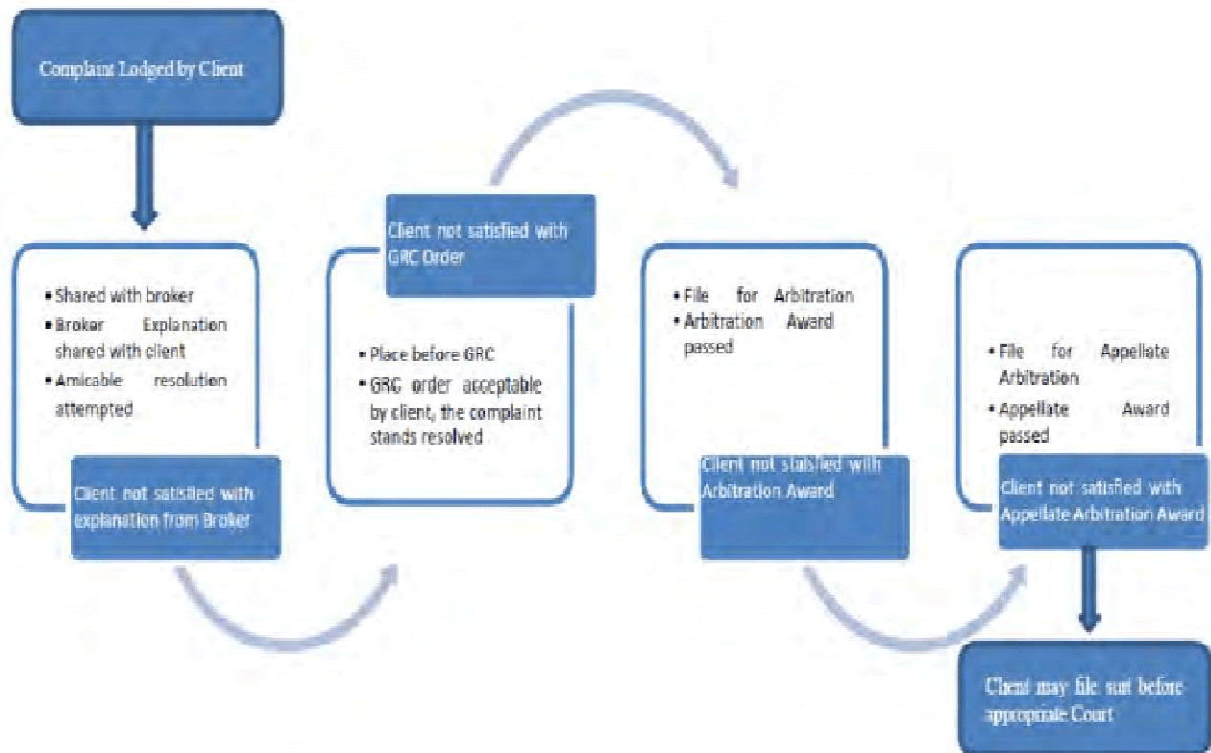 Complaint Lodged by Client
• Shared with broker
• Broker Explanation
shared with client
• Amicable resolution
attempted
Client not satisfied with
explanation from Broker
Client not satisfied with
GRC Order
• Place before GRC
• GRC order acceptable
by client, the complaint
stands resolved
• File for Arbitration
• Arbitration Award
passed
Client not statsfied with
Arbitration Award
• File for Appellate
Arbitration
• Appellate Award
passed
Client not satisfied with
Appellate Arbitration Award
Client may file suit before
appropriate Court